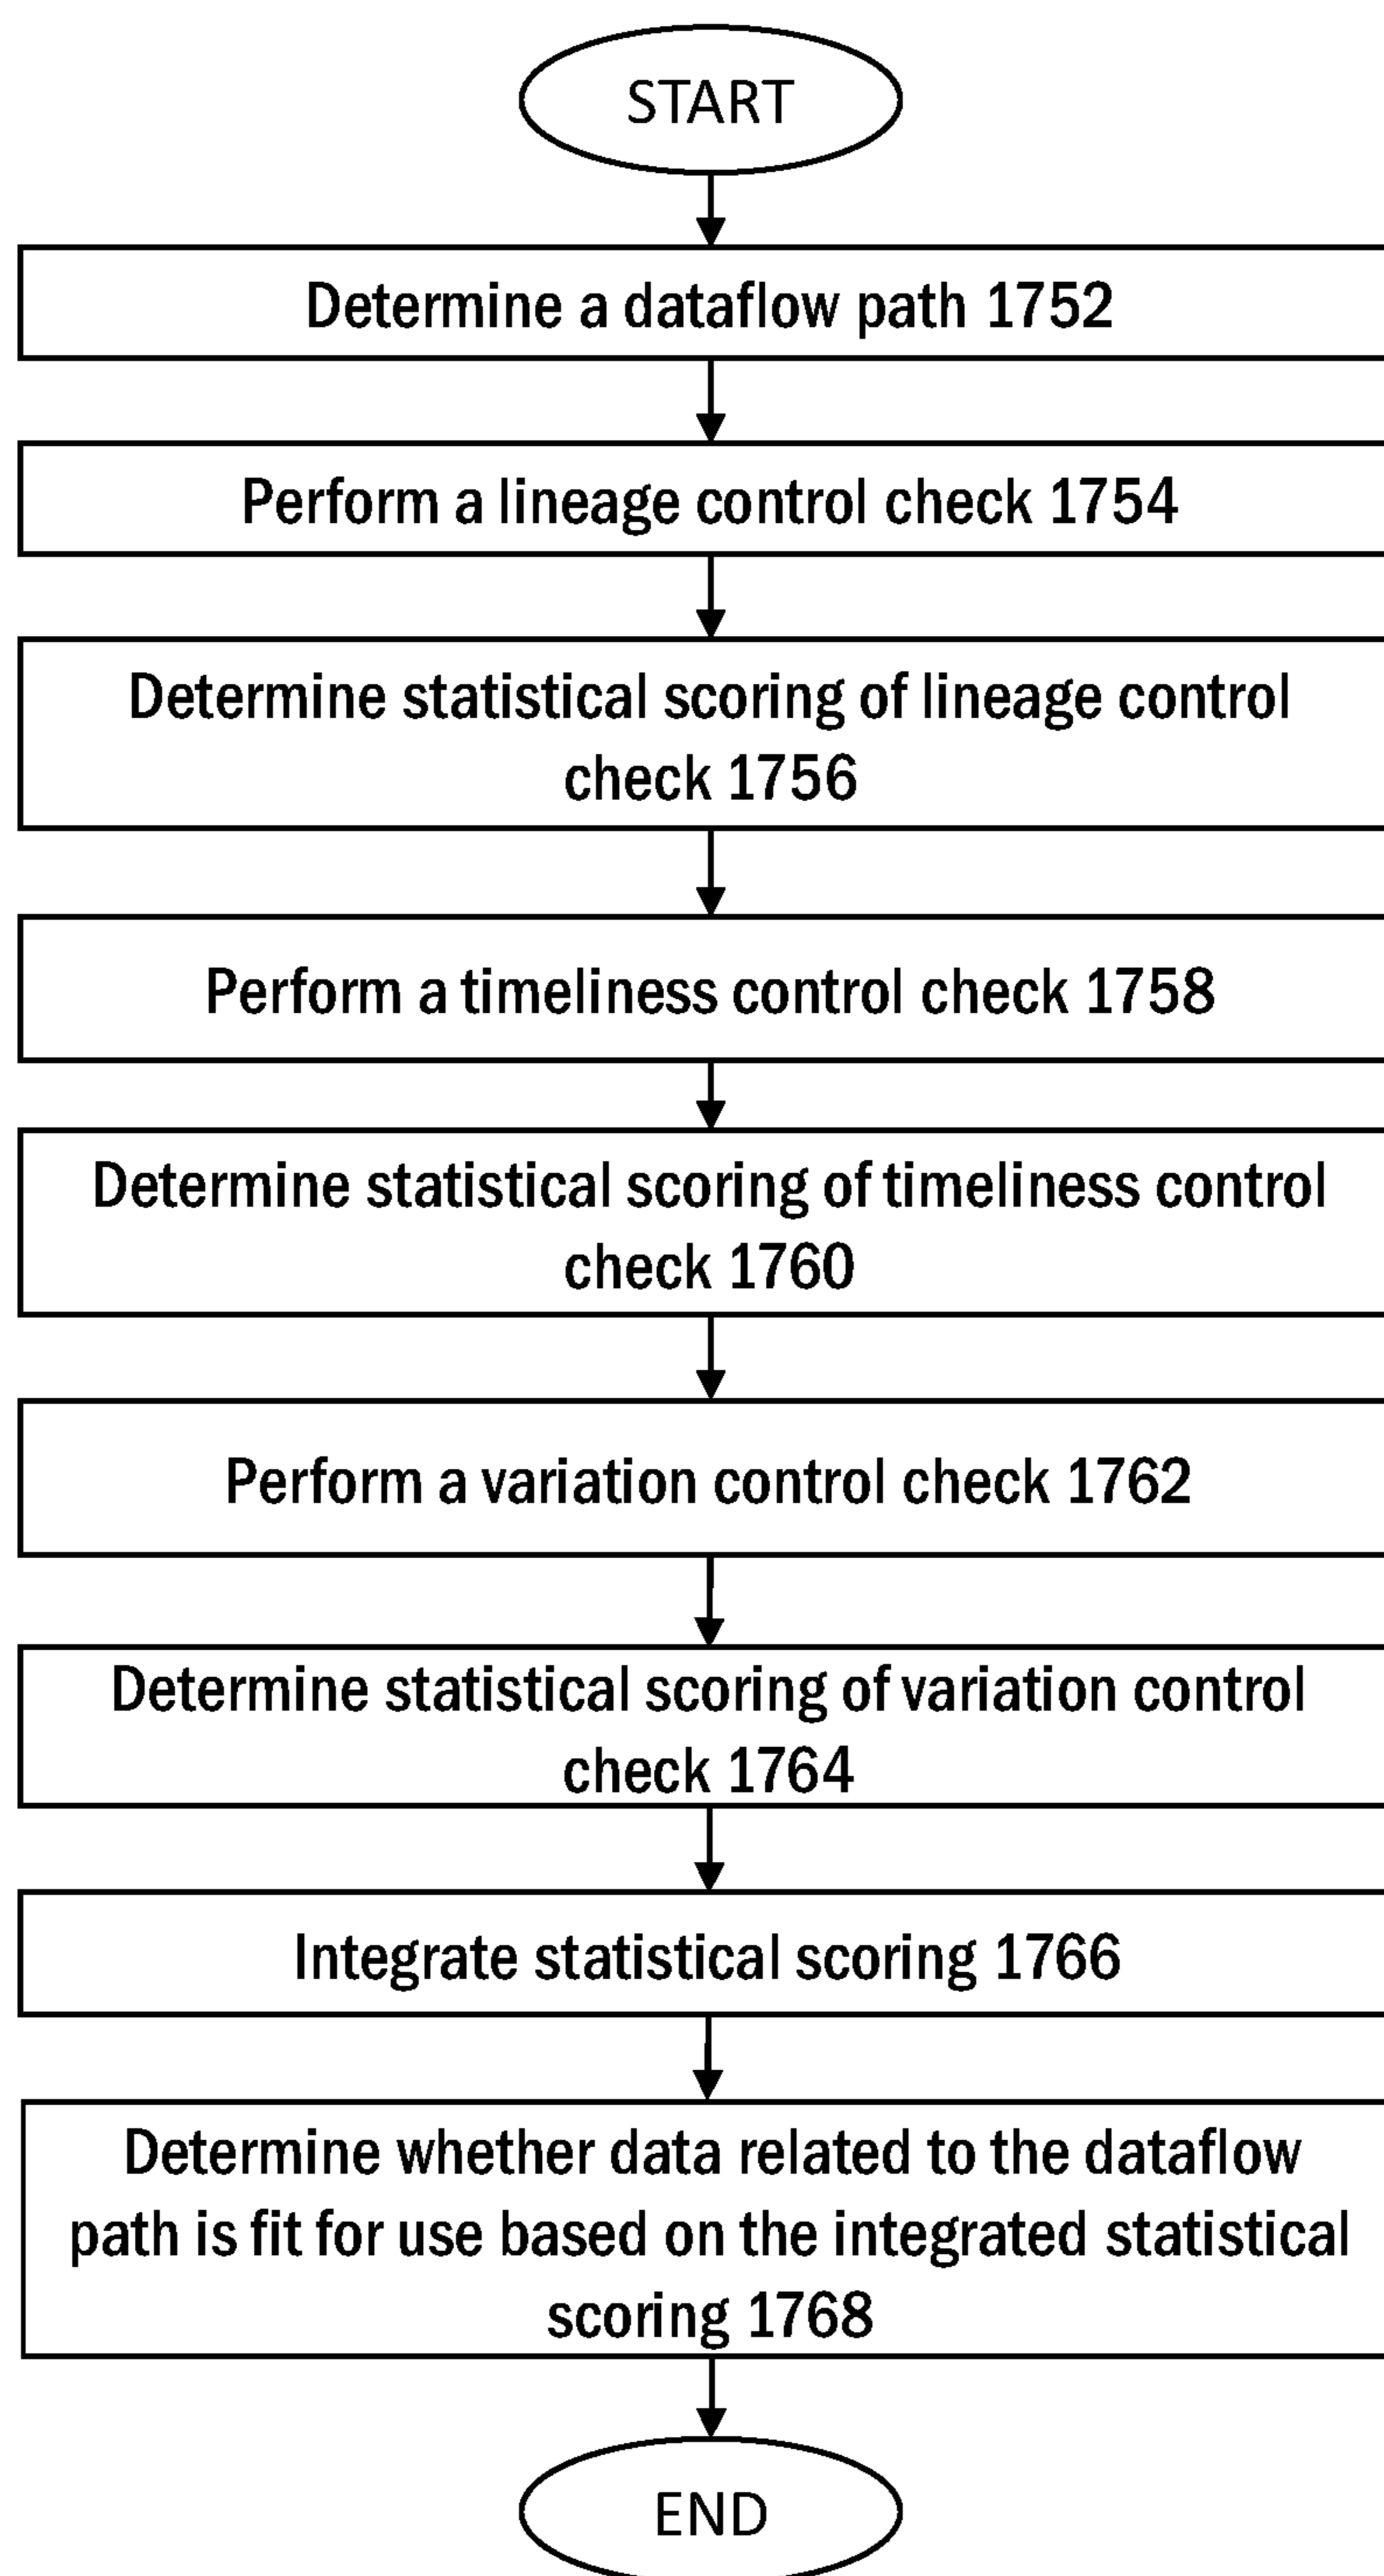 START
Determine a dataflow path 1752
Perform a lineage control check 1754
Determine statistical scoring of lineage control
check 1756
Perform a timeliness control check 1758
Determine statistical scoring of timeliness control
check 1760
Perform a variation control check 1762
Determine statistical scoring of variation control
check 1764
Integrate statistical scoring 1766
Determine whether data related to the dataflow
path is fit for use based on the integrated statistical
scoring 1768
END